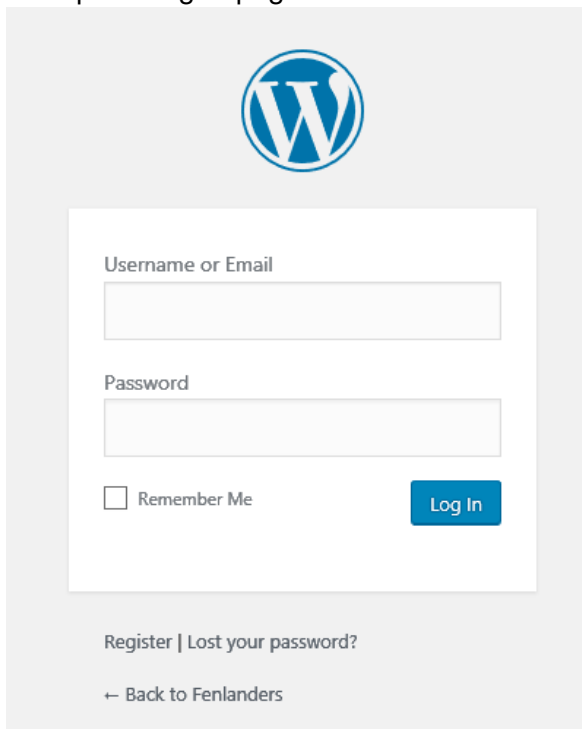 Username or Email
Password
Remember Me
Log In
Register | Lost your password?
← Back to Fenlanders